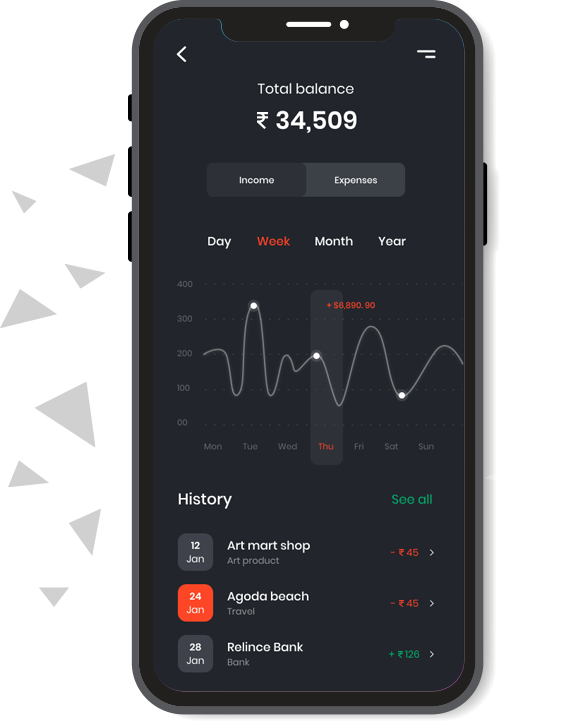 Total balance
₹ 34,509
Income Expenses
Day Week Month Year
400
+ $6,890. 90
300
200
100
00
Mon Tue Wed Thu Fri Sat Sun
History See all
12 Jan Art mart shop - ₹ 45
Art product
24 Jan Agoda beach - ₹ 45
Travel
28 Jan Relince Bank + ₹ 126
Bank